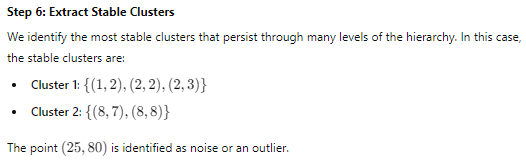 Step 6: Extract Stable Clusters
We identify the most stable clusters that persist through many levels of the hierarchy. In this case,
the stable clusters are:
• Cluster 1: {(1, 2), (2, 2), (2, 3)}
• Cluster 2: {(8, 7), (8, 8)}
The point (25, 80) is identified as noise or an outlier.